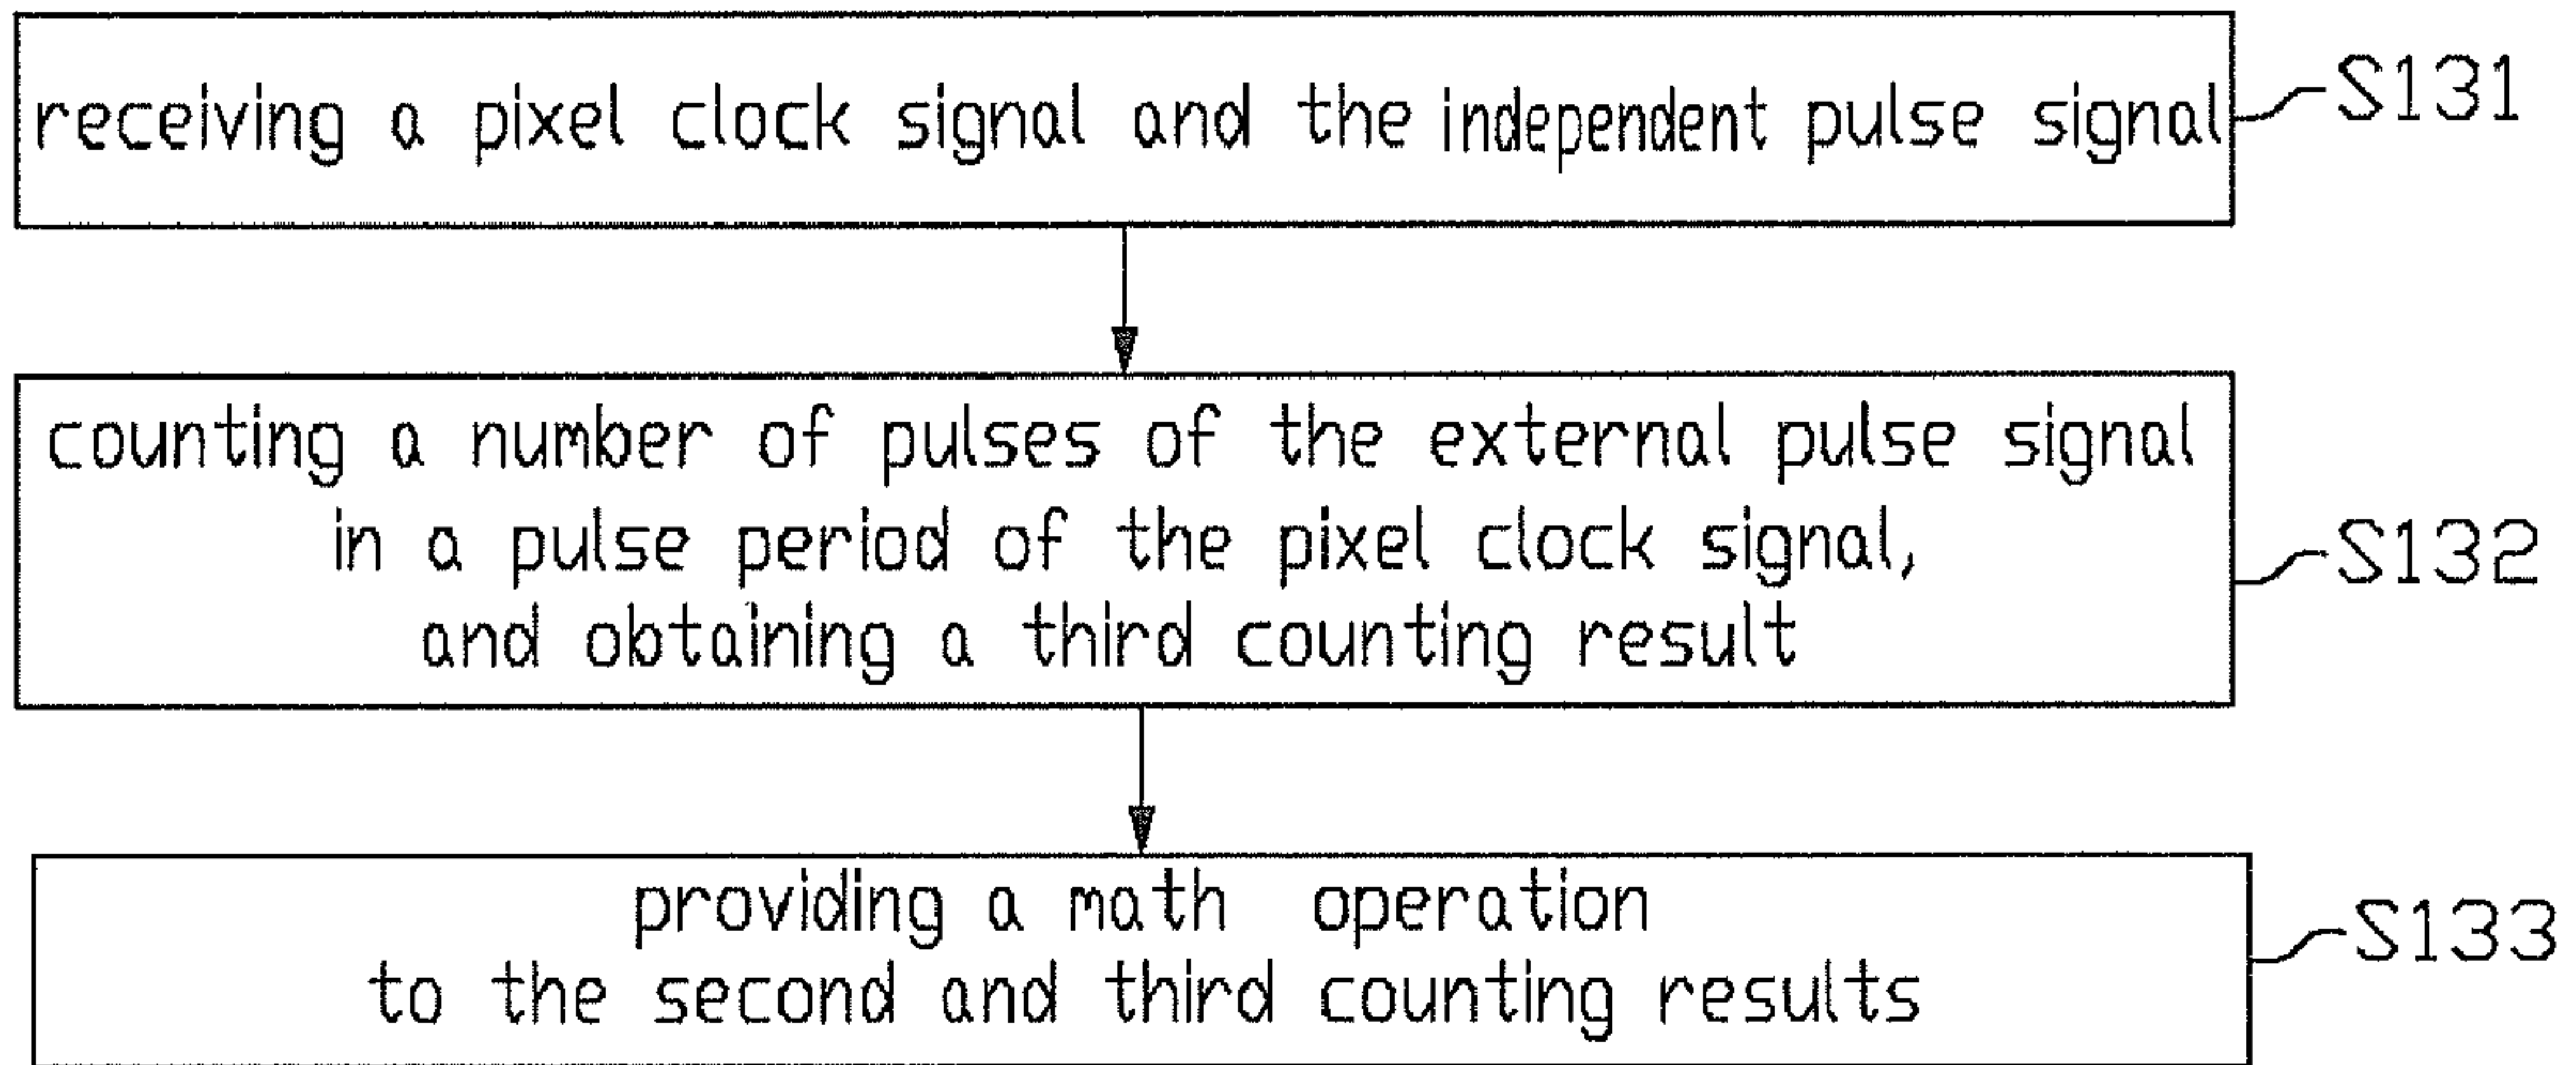 receiving a pixel clock signal and the independent pulse signal
S131
counting a number of pulses of the external pulse signal
in a pulse period of the pixel clock signal,
and obtaining a third counting result
S132
providing a math operation
to the second and third counting results
S133